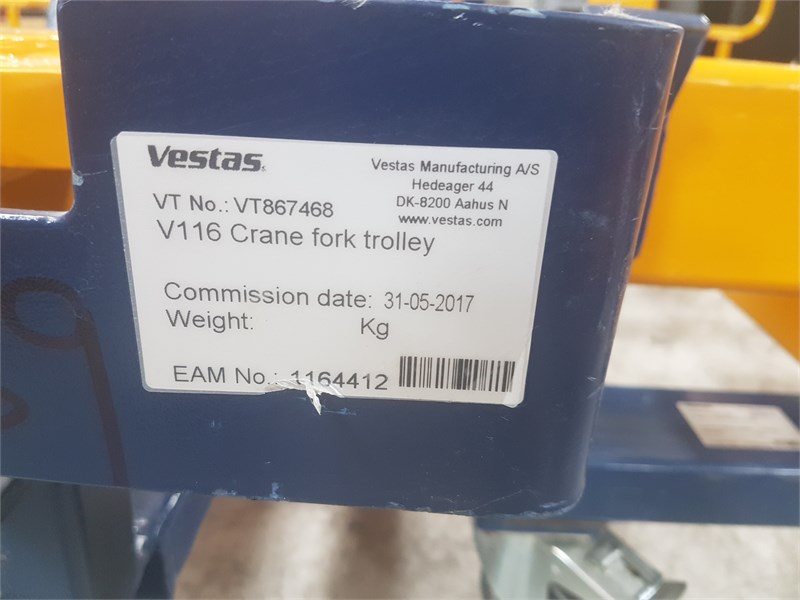 Vestas
Vestas Manufacturing A/S
Hedeager 44
DK-8200 Aahus N
www.vestas.com
VT No.: VT867468
V116 Crane fork trolley
Commission date: 31-05-2017
Weight: Kg
EAM No.: 1164412